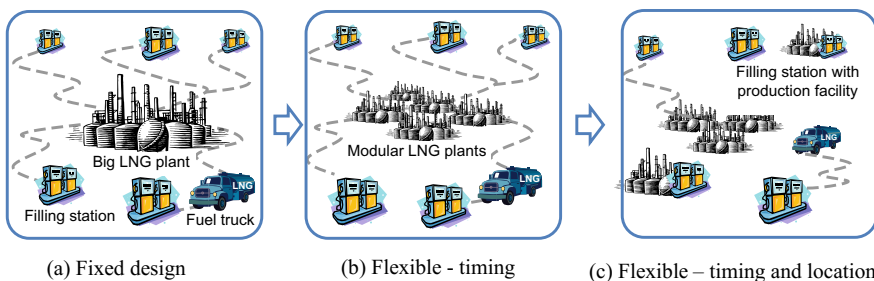 Big LNG plant
Filling station
LNG
Fuel truck
(a) Fixed design
Modular LNG plants
LNG
(b) Flexible - timing
Filling station with
production facility
LNG
(c) Flexible – timing and location